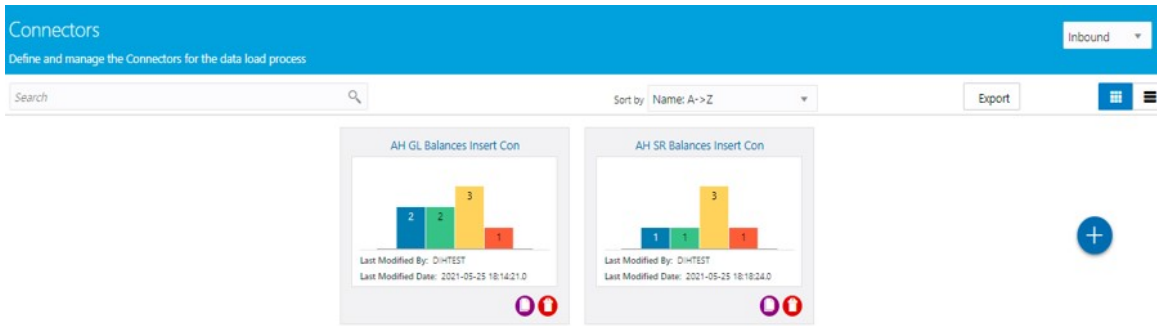 Connectors
Inbound
Define and manage the Connectors for the data load process
Search
Sort by Name: A->Z
Export
AH GL Balances Insert Con
2 2 3 1
Last Modified By: DIHTEST
Last Modified Date: 2021-05-25 18:14:21.0
AH SR Balances Insert Con
1 1 3 1
Last Modified By: DIHTEST
Last Modified Date: 2021-05-25 18:18:24.0